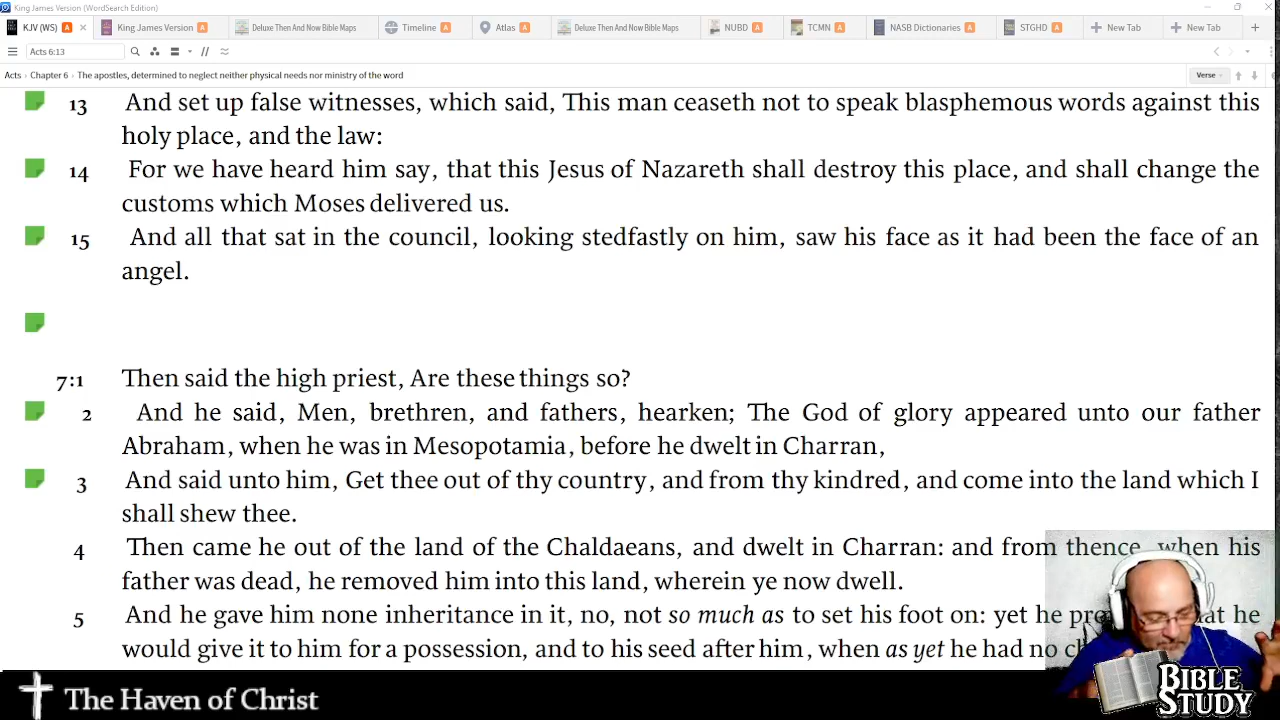 King James Version (WordSearch Edition)
KJV (WS) A King James Version A Deluxe Then And Now Bible Maps Timeline A Atlas A Deluxe Then And Now Bible Maps NUBD A TCMN A NASB Dictionaries A STGHD A New Tab New Tab
Acts 6:13
Acts Chapter 6 The apostles, determined to neglect neither physical needs nor ministry of the word Verse
13 And set up false witnesses, which said, This man ceaseth not to speak blasphemous words against this
holy place, and the law:
14 For we have heard him say, that this Jesus of Nazareth shall destroy this place, and shall change the
customs which Moses delivered us.
15 And all that sat in the council, looking stedfastly on him, saw his face as it had been the face of an
angel.
7:1 Then said the high priest, Are these things so?
2 And he said, Men, brethren, and fathers, hearken; The God of glory appeared unto our father
Abraham, when he was in Mesopotamia, before he dwelt in Charran,
3 And said unto him, Get thee out of thy country, and from thy kindred, and come into the land which I
shall shew thee.
4 Then came he out of the land of the Chaldaeans, and dwelt in Charran: and from thence, when his
father was dead, he removed him into this land, wherein ye now dwell.
5 And he gave him none inheritance in it, no, not so much as to set his foot on: yet he he
would give it to him for a possession, and to his seed after him, when as yet he had no
The Haven of Christ
BIBLE
STUDY